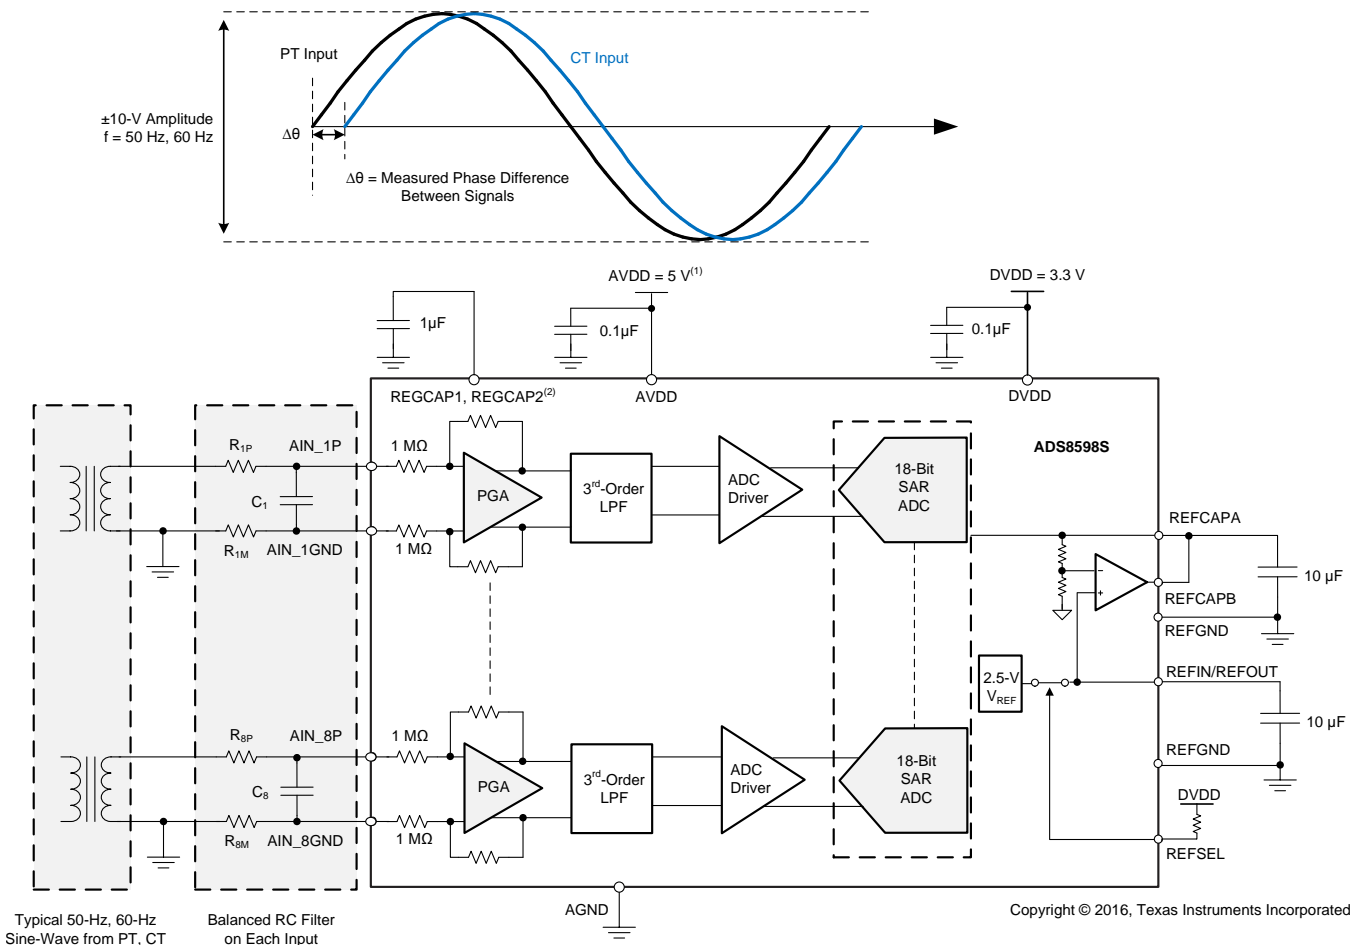 PT Input
CT Input
±10-V Amplitude
f = 50 Hz, 60 Hz
Δθ
Δθ = Measured Phase Difference
Between Signals
AVDD = 5 V(1)
DVDD = 3.3 V
1µF
0.1µF
0.1µF
REGCAP1, REGCAP2(2)
AVDD
DVDD
ADS8598S
R1P
AIN_1P
1 MΩ
C1
PGA
3rd-Order
LPF
ADC
Driver
18-Bit
SAR
ADC
R1M
AIN_1GND
1 MΩ
REFCAPA
10 µF
REFCAPB
REFGND
2.5-V
VREF
REFIN/REFOUT
10 µF
REFGND
R8P
AIN_8P
1 MΩ
C8
PGA
3rd-Order
LPF
ADC
Driver
18-Bit
SAR
ADC
R8M
AIN_8GND
1 MΩ
DVDD
REFSEL
AGND
Copyright © 2016, Texas Instruments Incorporated
Typical 50-Hz, 60-Hz
Sine-Wave from PT, CT
Balanced RC Filter
on Each Input